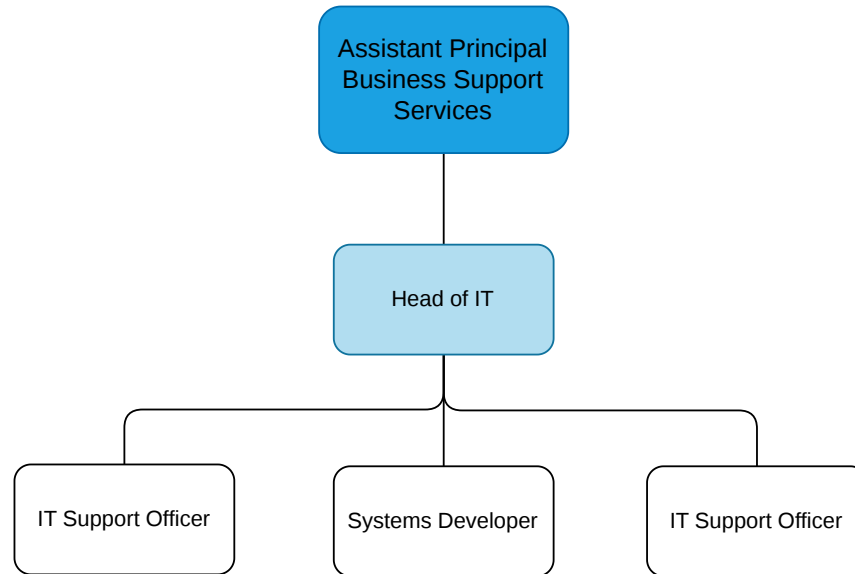 Assistant Principal
Business Support
Services
Head of IT
IT Support Officer
Systems Developer
IT Support Officer